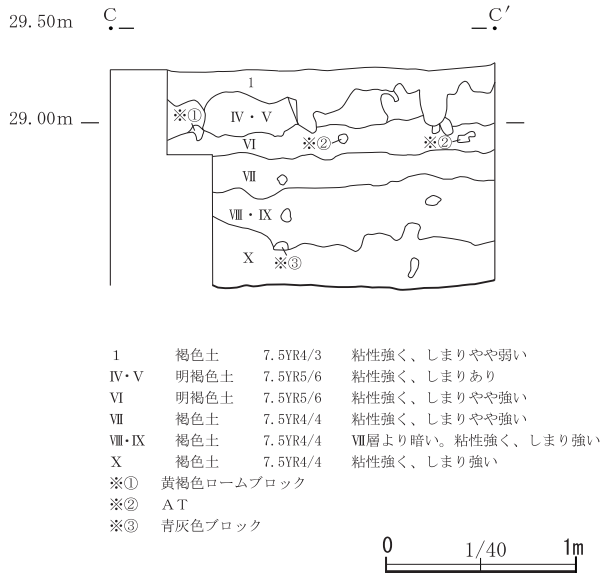 29.50m C C′
29.00m
1
※① Ⅳ・Ⅴ
Ⅵ ※② ※②
Ⅶ
Ⅷ・Ⅸ
Ⅹ ※③
1 褐色土 7.5YR4/3 粘性強く、しまりやや弱い
Ⅳ・Ⅴ 明褐色土 7.5YR5/6 粘性強く、しまりあり
Ⅵ 明褐色土 7.5YR5/6 粘性強く、しまりやや強い
Ⅶ 褐色土 7.5YR4/4 粘性強く、しまりやや強い
Ⅷ・Ⅸ 褐色土 7.5YR4/4 Ⅶ層より暗い。粘性強く、しまり強い
Ⅹ 褐色土 7.5YR4/4 粘性強く、しまり強い
※① 黄褐色ロームブロック
※② ＡＴ
※③ 青灰色ブロック
0 1/40 1m